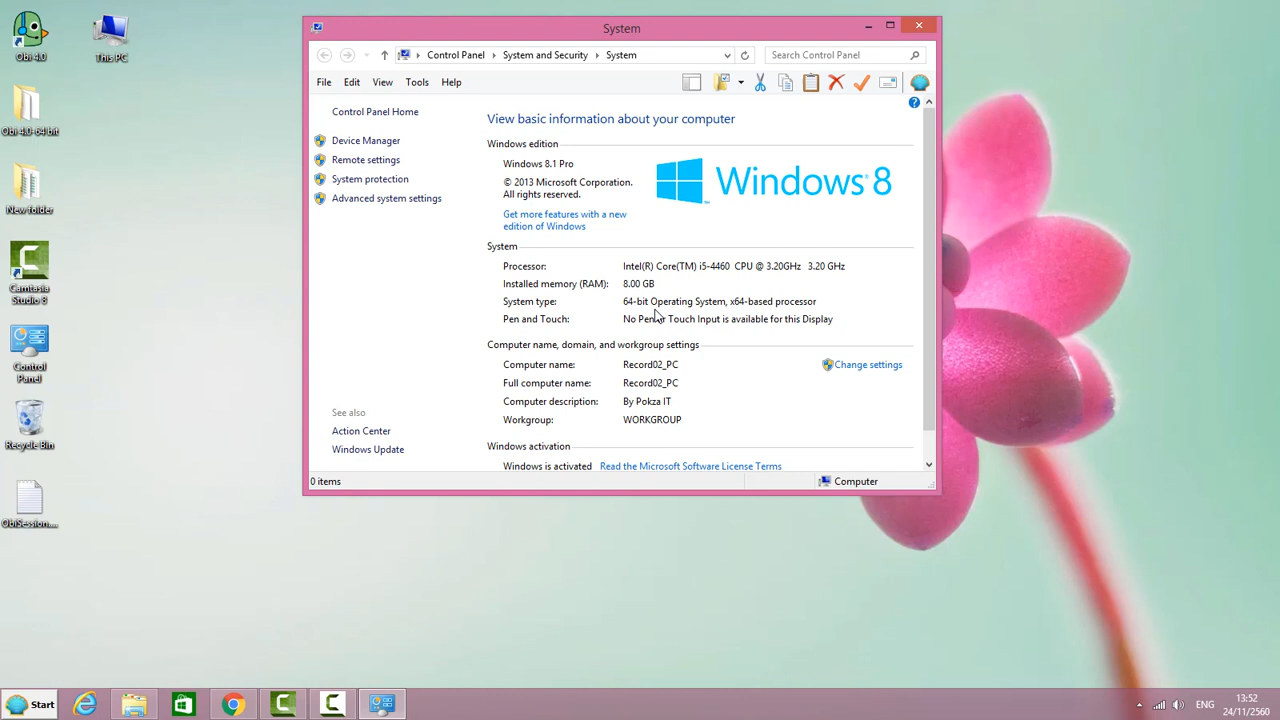 Obi 4.0
This PC
Obi 4.0-64 bit
New folder
Camtasia
Studio 8
Control
Panel
Recycle Bin
ObiSession....
System
Control Panel
System and Security
System
Search Control Panel
File Edit View Tools Help
Control Panel Home
Device Manager
Remote settings
System protection
Advanced system settings
See also
Action Center
Windows Update
View basic information about your computer
Windows edition
Windows 8.1 Pro
© 2013 Microsoft Corporation.
All rights reserved.
Get more features with a new
edition of Windows
Windows 8
System
Processor: Intel(R) Core(TM) i5-4460 CPU @ 3.20GHz 3.20 GHz
Installed memory (RAM): 8.00 GB
System type: 64-bit Operating System, x64-based processor
Pen and Touch: No Pen or Touch Input is available for this Display
Computer name, domain, and workgroup settings
Computer name: Record02_PC
Change settings
Full computer name: Record02_PC
Computer description: By Pokza IT
Workgroup: WORKGROUP
Windows activation
Windows is activated Read the Microsoft Software License Terms
0 items
Computer
Start
ENG
13:52
24/11/2560